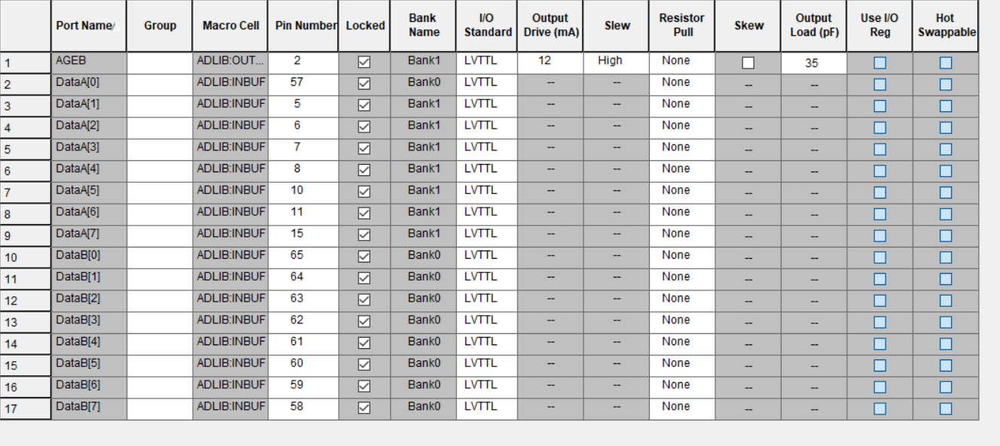 Port Name Group Macro Cell Pin Number Locked Bank Name I/O Standard Output Drive (mA) Slew Resistor Pull Skew Output Load (pF) Use I/O Reg Hot Swappable
1 AGEB ADLIB:OUT... 2 Bank1 LVTTL 12 High None 35
2 DataA[0] ADLIB:INBUF 57 Bank0 LVTTL -- -- None -- --
3 DataA[1] ADLIB:INBUF 5 Bank1 LVTTL -- -- None -- --
4 DataA[2] ADLIB:INBUF 6 Bank1 LVTTL -- -- None -- --
5 DataA[3] ADLIB:INBUF 7 Bank1 LVTTL -- -- None -- --
6 DataA[4] ADLIB:INBUF 8 Bank1 LVTTL -- -- None -- --
7 DataA[5] ADLIB:INBUF 10 Bank1 LVTTL -- -- None -- --
8 DataA[6] ADLIB:INBUF 11 Bank1 LVTTL -- -- None -- --
9 DataA[7] ADLIB:INBUF 15 Bank1 LVTTL -- -- None -- --
10 DataB[0] ADLIB:INBUF 65 Bank0 LVTTL -- -- None -- --
11 DataB[1] ADLIB:INBUF 64 Bank0 LVTTL -- -- None -- --
12 DataB[2] ADLIB:INBUF 63 Bank0 LVTTL -- -- None -- --
13 DataB[3] ADLIB:INBUF 62 Bank0 LVTTL -- -- None -- --
14 DataB[4] ADLIB:INBUF 61 Bank0 LVTTL -- -- None -- --
15 DataB[5] ADLIB:INBUF 60 Bank0 LVTTL -- -- None -- --
16 DataB[6] ADLIB:INBUF 59 Bank0 LVTTL -- -- None -- --
17 DataB[7] ADLIB:INBUF 58 Bank0 LVTTL -- -- None -- --